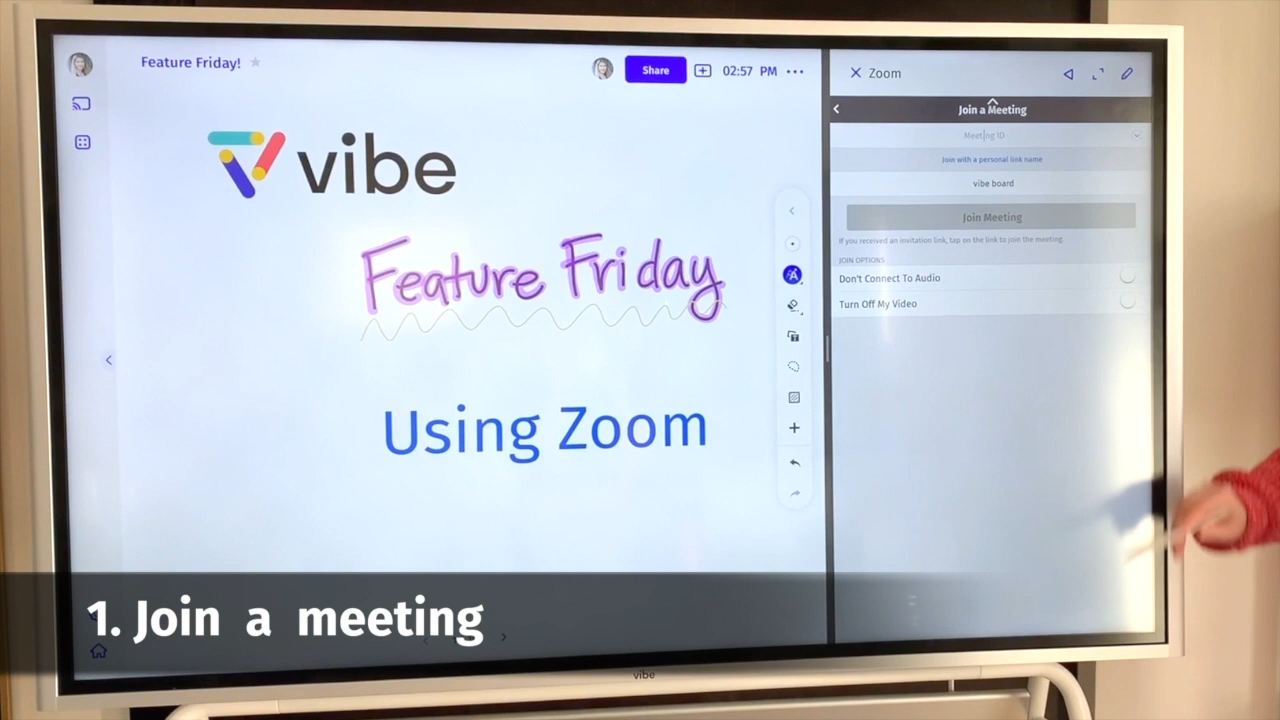 Feature Friday!
Share
02:57 PM
vibe
Feature Friday
Using Zoom
Zoom
Join a Meeting
Meeting ID
Join with a personal link name
vibe board
Join Meeting
If you received an invitation link, tap on the link to join the meeting
JOIN OPTIONS
Don't Connect To Audio
Turn Off My Video
1. Join a meeting
vibe